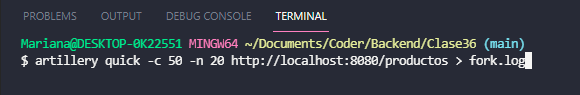 PROBLEMS OUTPUT DEBUG CONSOLE TERMINAL
Mariana@DESKTOP-0K22551 MINGW64 ~/Documents/Coder/Backend/Clase36 (main)
$ artillery quick -c 50 -n 20 http://localhost:8080/productos > fork.log